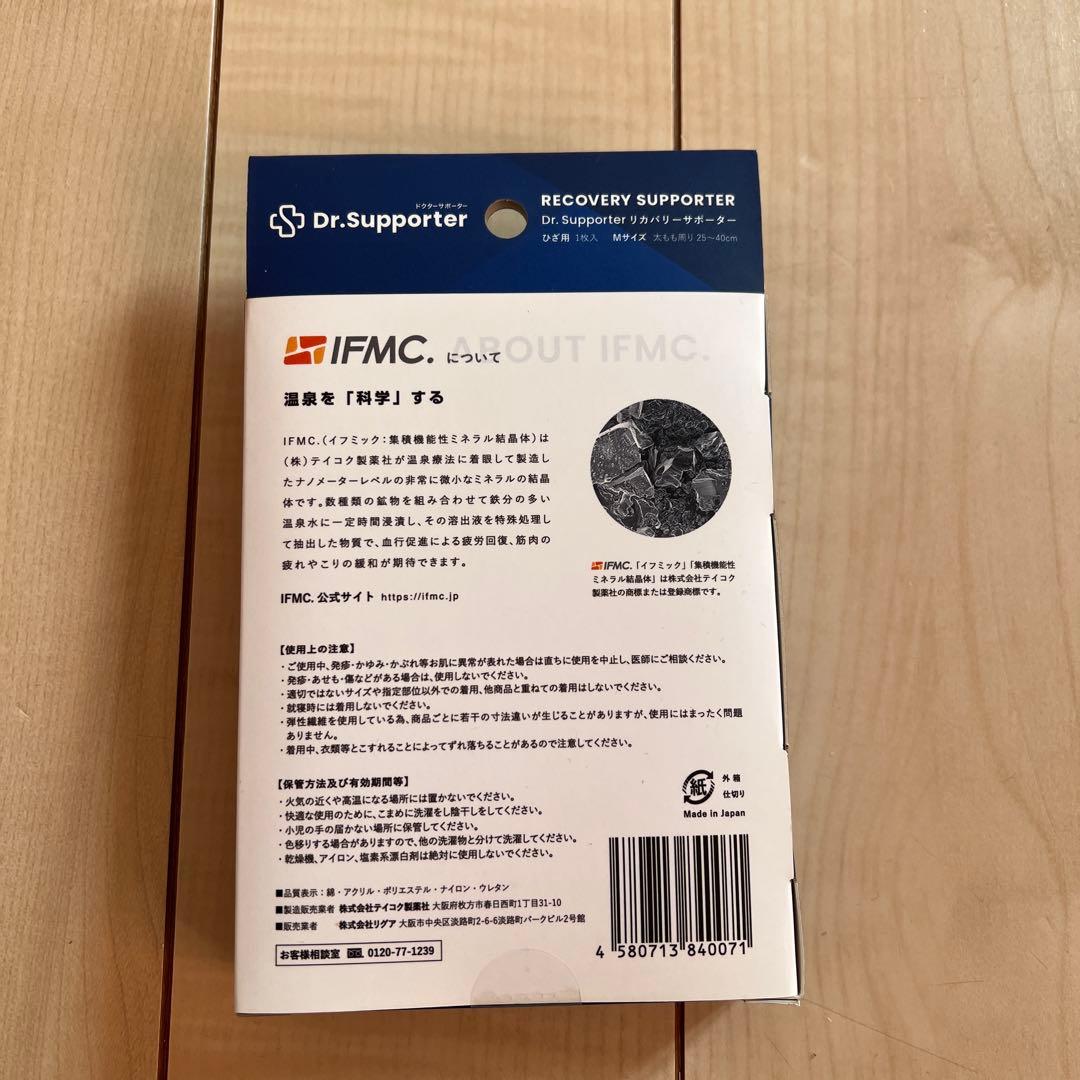 ドクターサポーター
Dr.Supporter
RECOVERY SUPPORTER
Dr. Supporter リカバリーサポーター
ひざ用 1枚入 Mサイズ 太もも周り 25〜40cm
ABOUT IFMC.
IFMC. について
温泉を「科学」する
IFMC.(イフミック:集積機能性ミネラル結晶体)は
(株)テイコク製薬社が温泉療法に着眼して製造し
たナノメーターレベルの非常に微小なミネラルの結晶
体です。数種類の鉱物を組み合わせて鉄分の多い
温泉水に一定時間浸漬し、その溶出液を特殊処理し
て抽出した物質で、血行促進による疲労回復、筋肉の
疲れやこりの緩和が期待できます。
IFMC. 公式サイト https://ifmc.jp
IFMC.「イフミック」「集積機能性
ミネラル結晶体」は株式会社テイコク
製薬社の商標または登録商標です。
【使用上の注意】
・ご使用中、発疹・かゆみ・かぶれ等お肌に異常が表れた場合は直ちに使用を中止し、医師にご相談ください。
・発疹・あせも・傷などがある場合は、使用しないでください。
・適切ではないサイズや指定部位以外での着用、他商品と重ねての着用はしないでください。
・就寝時には着用しないでください。
・弾性繊維を使用している為、商品ごとに若干の寸法違いが生じることがありますが、使用にはまったく問題
ありません。
・着用中、衣類等とこすれることによってずれ落ちることがあるので注意してください。
【保管方法及び有効期間等】
・火気の近くや高温になる場所には置かないでください。
・快適な使用のために、こまめに洗濯をし陰干しをしてください。
・小児の手の届かない場所に保管してください。
・色移りする場合がありますので、他の洗濯物と分けて洗濯してください。
・乾燥機、アイロン、塩素系漂白剤は絶対に使用しないでください。
紙
外箱
仕切り
Made in Japan
■品質表示:綿・アクリル・ポリエステル・ナイロン・ウレタン
■製造販売業者 株式会社テイコク製薬社 大阪府枚方市春日西町1丁目31-10
■販売業者 株式会社リグア 大阪市中央区淡路町2-6-6淡路町パークビル2号館
お客様相談室 0120-77-1239
4 580713 840071